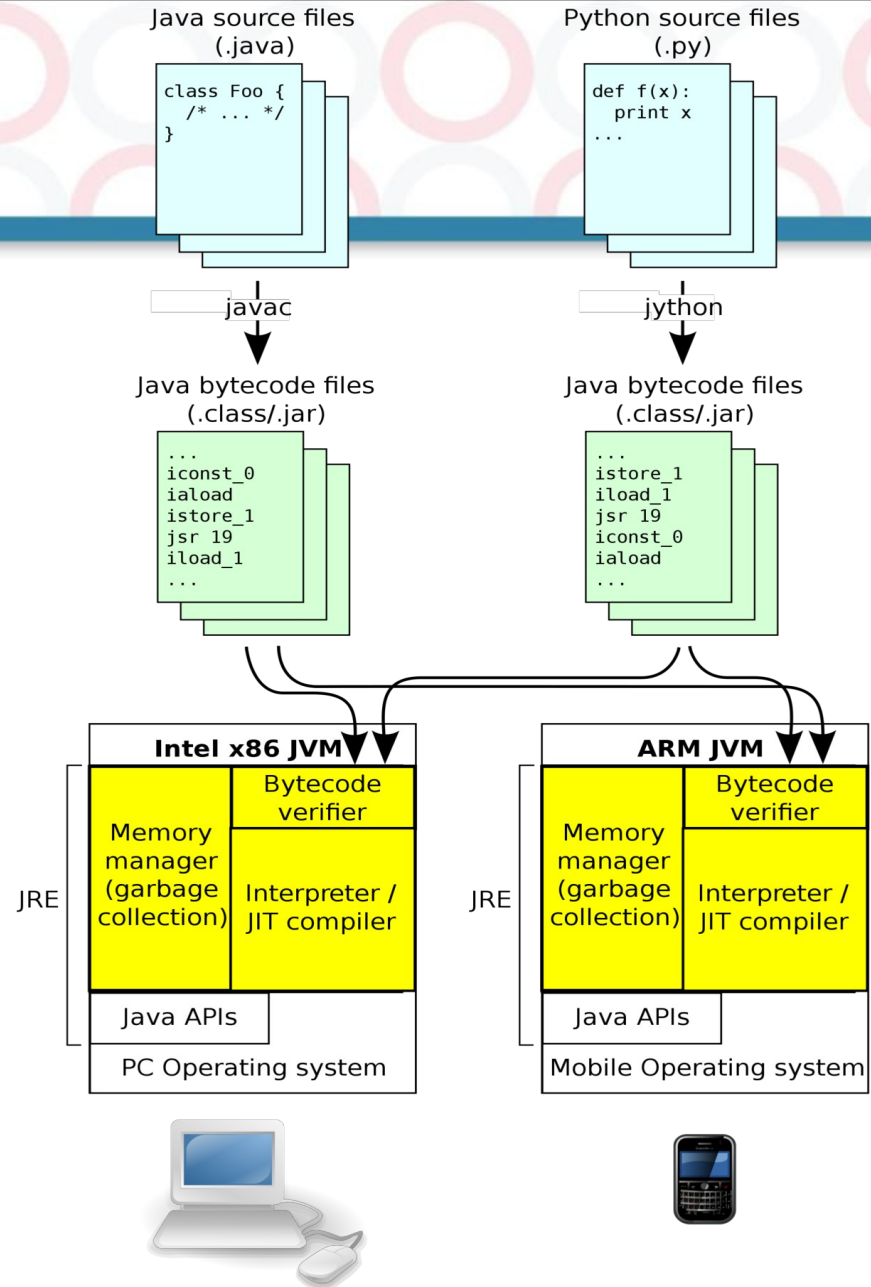 Java source files
(.java)
class Foo {
/* ... */
}
Python source files
(.py)
def f(x):
print x
...
javac
jython
Java bytecode files
(.class/.jar)
...
iconst_0
iaload
istore_1
jsr 19
iload_1
...
Java bytecode files
(.class/.jar)
...
istore_1
iload_1
jsr 19
iconst_0
iaload
...
Intel x86 JVM
JRE
Memory
manager
(garbage
collection)
Bytecode
verifier
Interpreter /
JIT compiler
Java APIs
PC Operating system
ARM JVM
JRE
Memory
manager
(garbage
collection)
Bytecode
verifier
Interpreter /
JIT compiler
Java APIs
Mobile Operating system